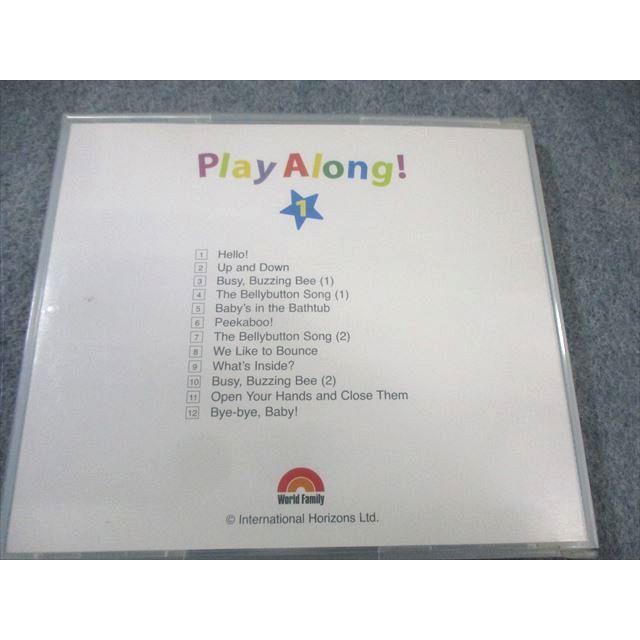 Play Along!
1
1 Hello!
2 Up and Down
3 Busy, Buzzing Bee (1)
4 The Bellybutton Song (1)
5 Baby's in the Bathtub
6 Peekaboo!
7 The Bellybutton Song (2)
8 We Like to Bounce
9 What's Inside?
10 Busy, Buzzing Bee (2)
11 Open Your Hands and Close Them
12 Bye-bye, Baby!
World Family
© International Horizons Ltd.